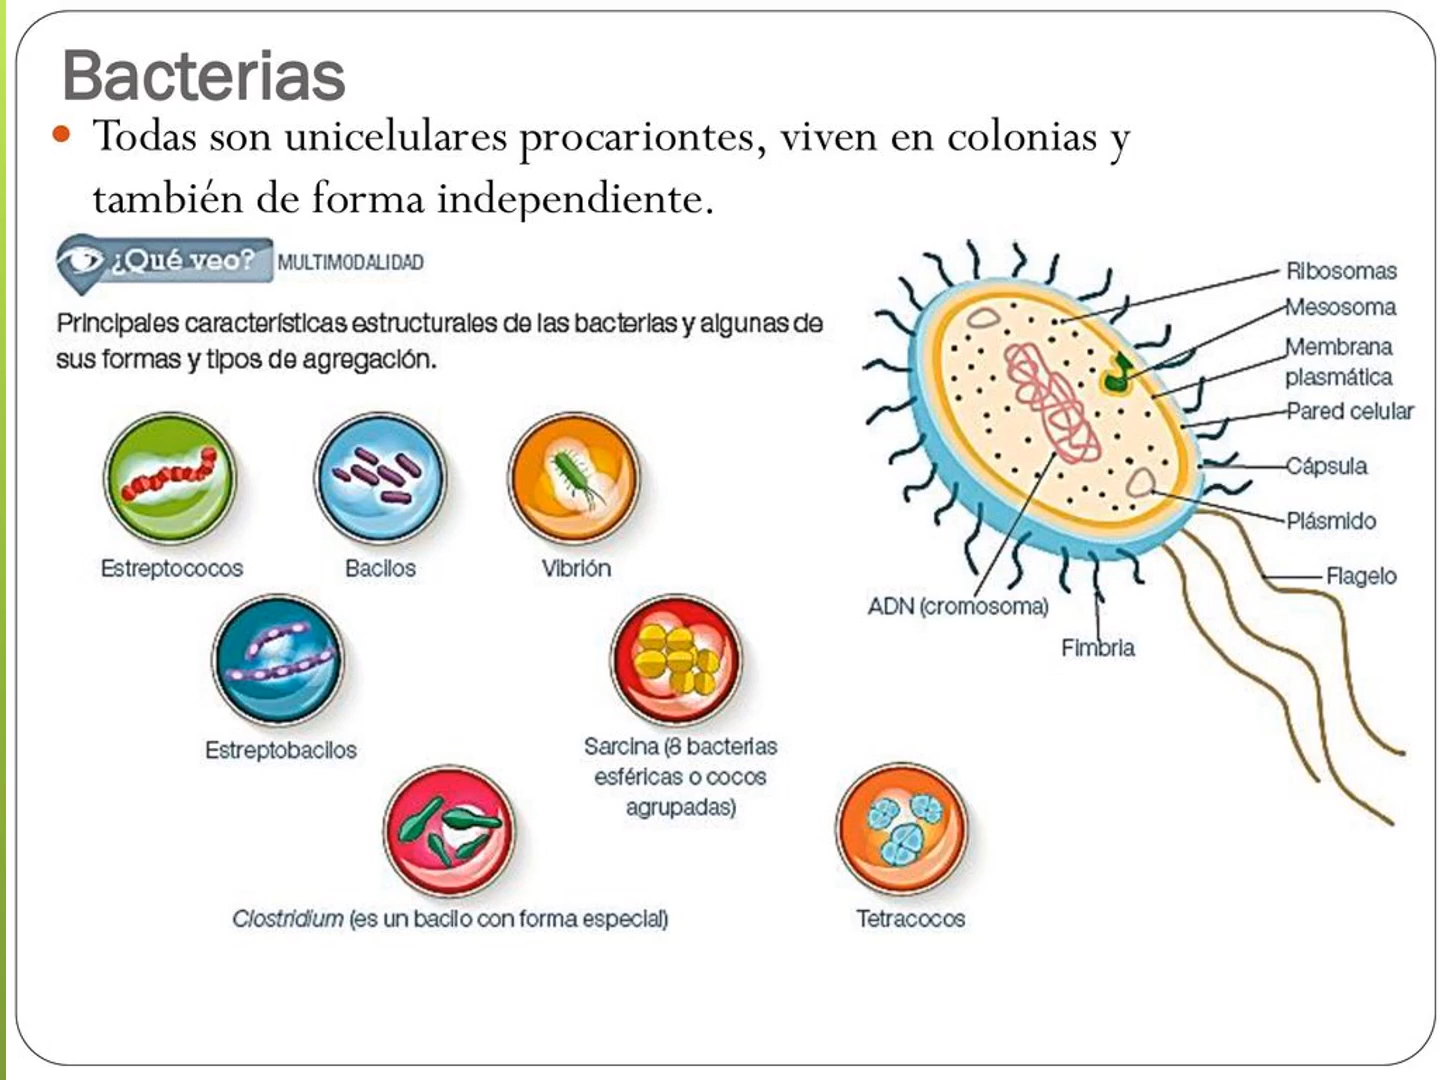 Bacterias
• Todas son unicelulares procariontes, viven en colonias y
también de forma independiente.
¿Qué veo? MULTIMODALIDAD
Principales características estructurales de las bacterias y algunas de
sus formas y tipos de agregación.
Estreptococos
Bacilos
Vibrión
Estreptobacilos
Sarcina (8 bacterias
esféricas o cocos
agrupadas)
Clostridium (es un bacilo con forma especial)
Tetracocos
Ribosomas
Mesosoma
Membrana
plasmática
Pared celular
Cápsula
Plásmido
Flagelo
ADN (cromosoma)
Fimbria